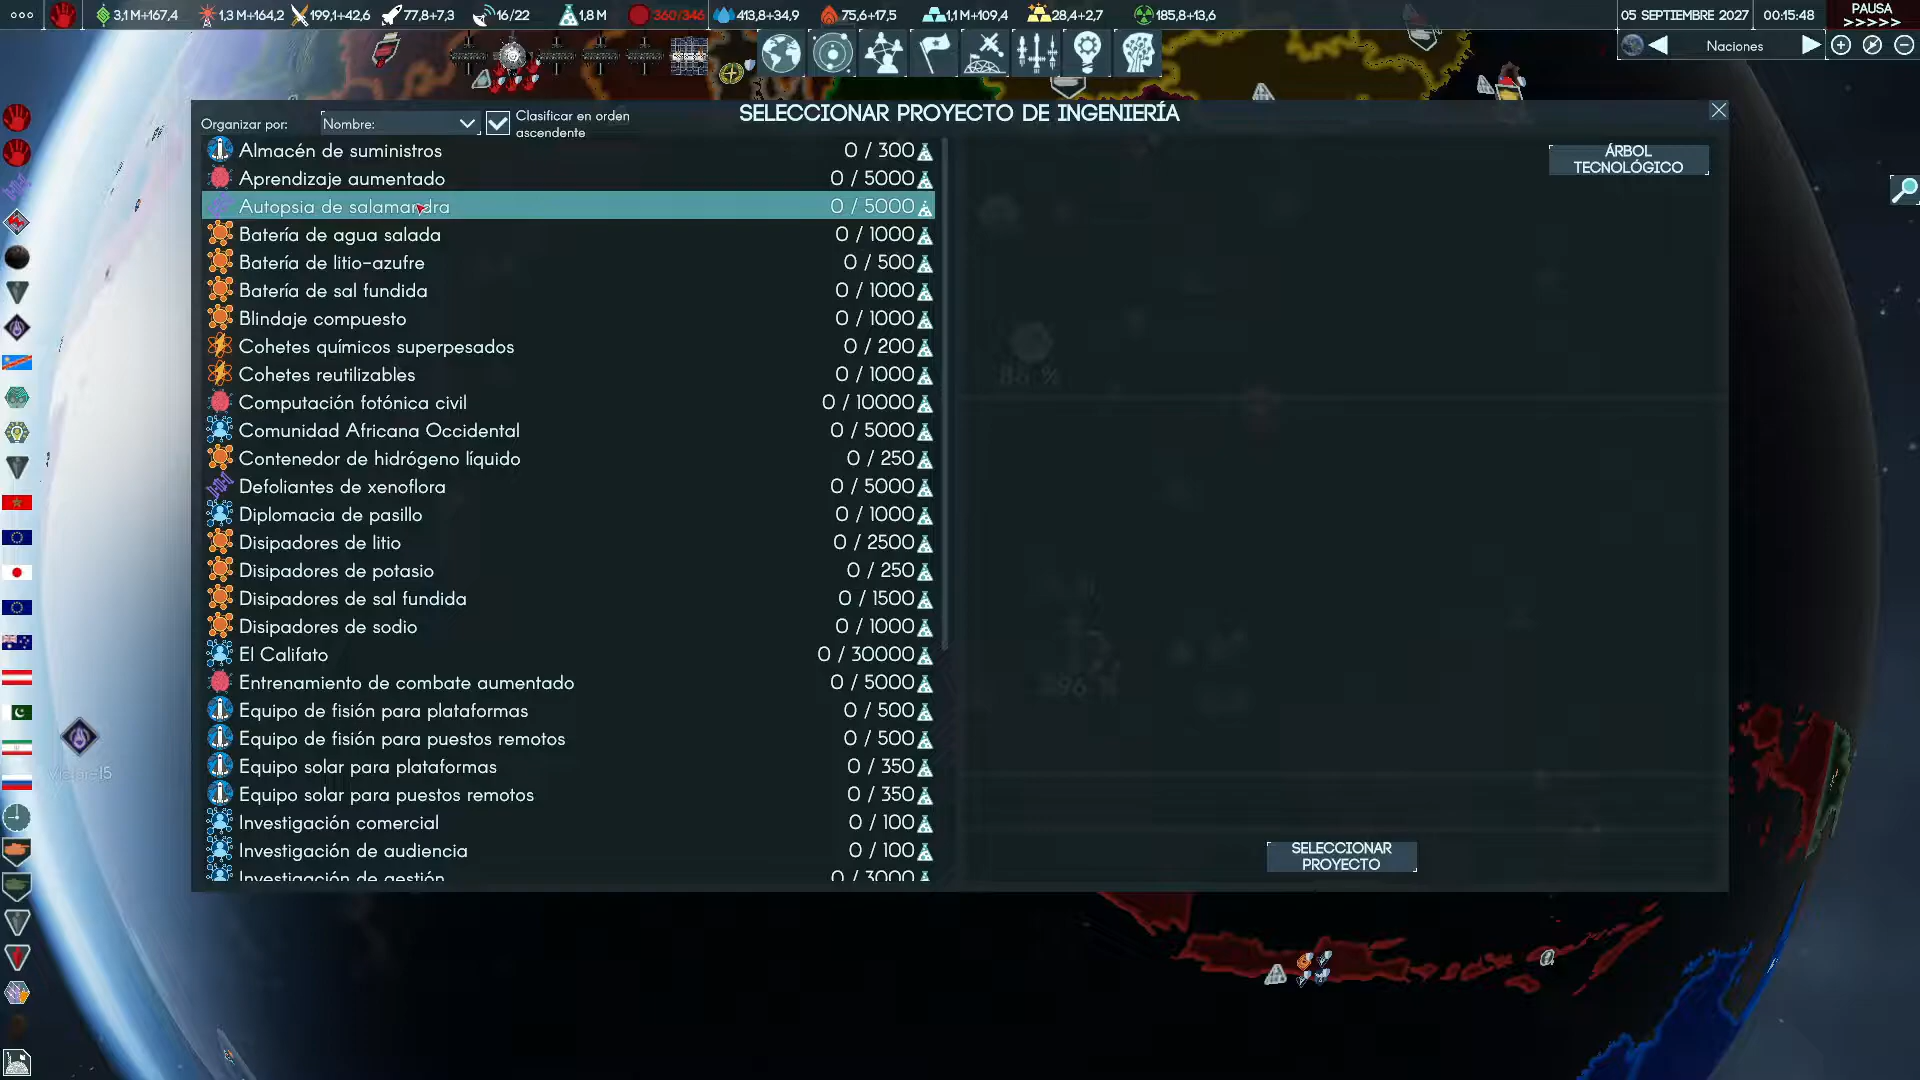 3,1 M+167,4
1,3 M+164,2
199,1+42,6
77,8+7,3
16/22
1,8 M
360/346
413,8+34,9
75,6+17,5
1,1 M+109,4
28,4+2,7
185,8+13,6
05 SEPTIEMBRE 2027
00:15:48
PAUSA
>>>>>
Naciones
Organizar por:
Nombre:
Clasificar en orden
ascendente
SELECCIONAR PROYECTO DE INGENIERÍA
ÁRBOL
TECNOLÓGICO
Almacén de suministros 0 / 300
Aprendizaje aumentado 0 / 5000
Autopsia de salamandra 0 / 5000
Batería de agua salada 0 / 1000
Batería de litio-azufre 0 / 500
Batería de sal fundida 0 / 1000
Blindaje compuesto 0 / 1000
Cohetes químicos superpesados 0 / 200
Cohetes reutilizables 0 / 1000
Computación fotónica civil 0 / 10000
Comunidad Africana Occidental 0 / 5000
Contenedor de hidrógeno líquido 0 / 250
Defoliantes de xenoflora 0 / 5000
Diplomacia de pasillo 0 / 1000
Disipadores de litio 0 / 2500
Disipadores de potasio 0 / 250
Disipadores de sal fundida 0 / 1500
Disipadores de sodio 0 / 1000
El Califato 0 / 30000
Entrenamiento de combate aumentado 0 / 5000
Equipo de fisión para plataformas 0 / 500
Equipo de fisión para puestos remotos 0 / 500
Equipo solar para plataformas 0 / 350
Equipo solar para puestos remotos 0 / 350
Investigación comercial 0 / 100
Investigación de audiencia 0 / 100
Investigación de gestión 0 / 3000
SELECCIONAR
PROYECTO